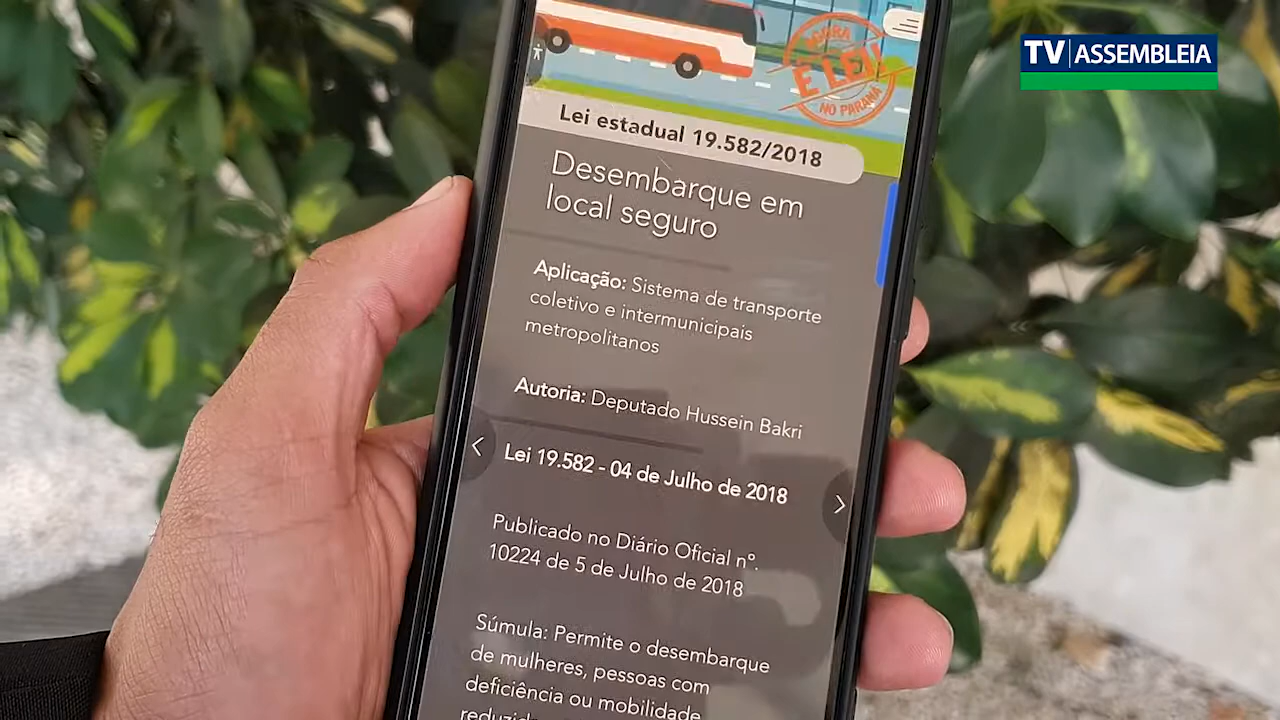 TV ASSEMBLEIA
AGORA
É LEI!
NO PARANÁ
Lei estadual 19.582/2018
Desembarque em
local seguro
Aplicação: Sistema de transporte
coletivo e intermunicipais
metropolitanos
Autoria: Deputado Hussein Bakri
Lei 19.582 - 04 de Julho de 2018
Publicado no Diário Oficial nº.
10224 de 5 de Julho de 2018
Súmula: Permite o desembarque
de mulheres, pessoas com
deficiência ou mobilidade